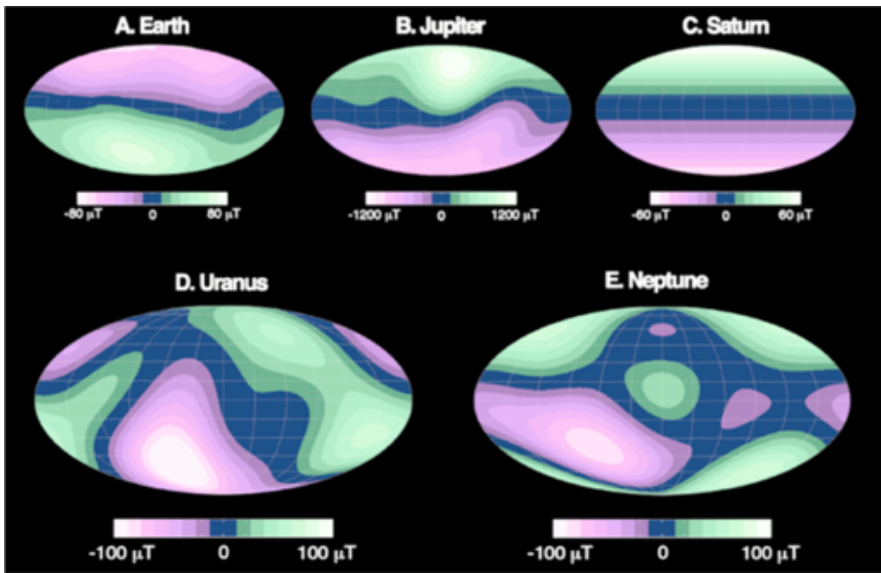 A. Earth
B. Jupiter
C. Saturn
-80 μT 0 80 μT
-1200 μT 0 1200 μT
-60 μT 0 60 μT
D. Uranus
E. Neptune
-100 μT 0 100 μT
-100 μT 0 100 μT